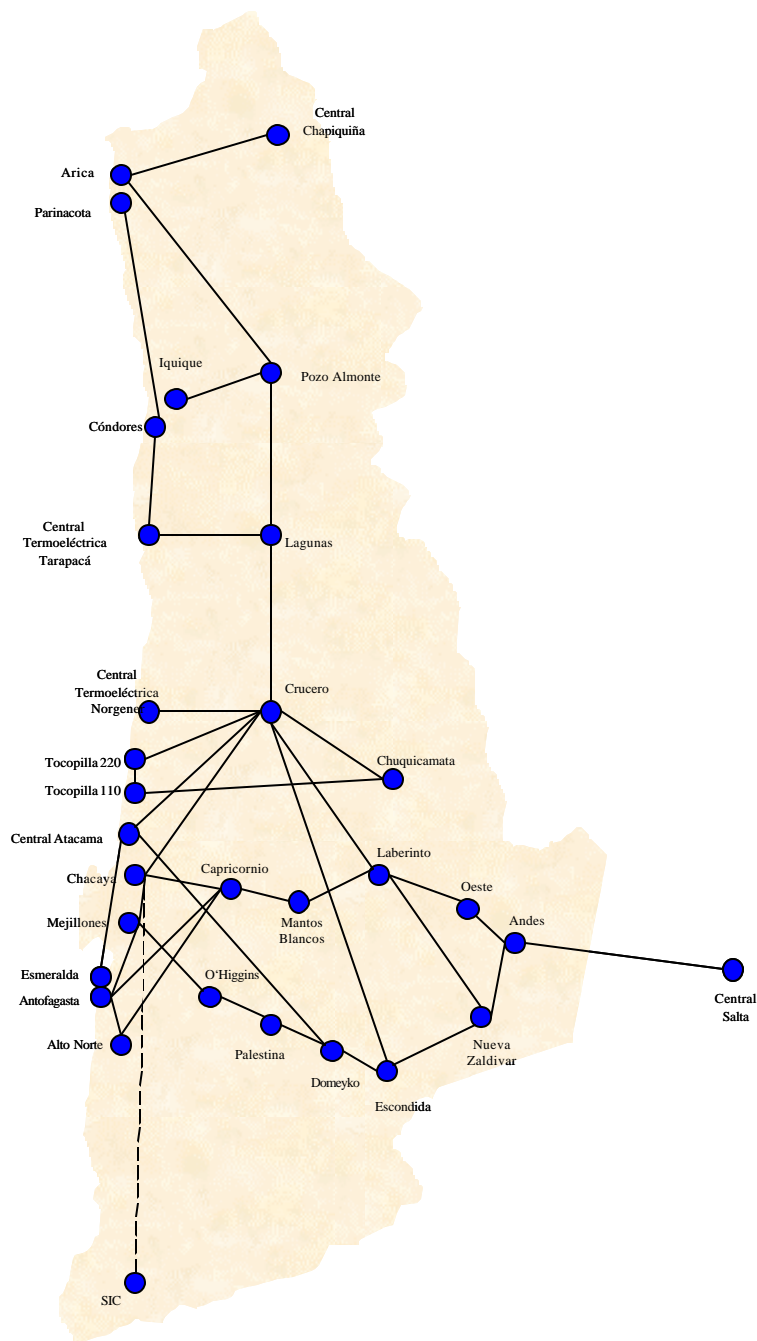 Central
Chapiquiña
Arica
Parinacota
Iquique
Pozo Almonte
Cóndores
Central
Termoeléctrica
Tarapacá
Lagunas
Central
Termoeléctrica
Norgener
Crucero
Tocopilla 220
Chuquicamata
Tocopilla 110
Central Atacama
Laberinto
Chacaya
Capricornio
Oeste
Mejillones
Mantos
Blancos
Andes
Esmeralda
O‘Higgins
Antofagasta
Central
Salta
Alto Norte
Palestina
Nueva
Zaldivar
Domeyko
Escondida
SIC